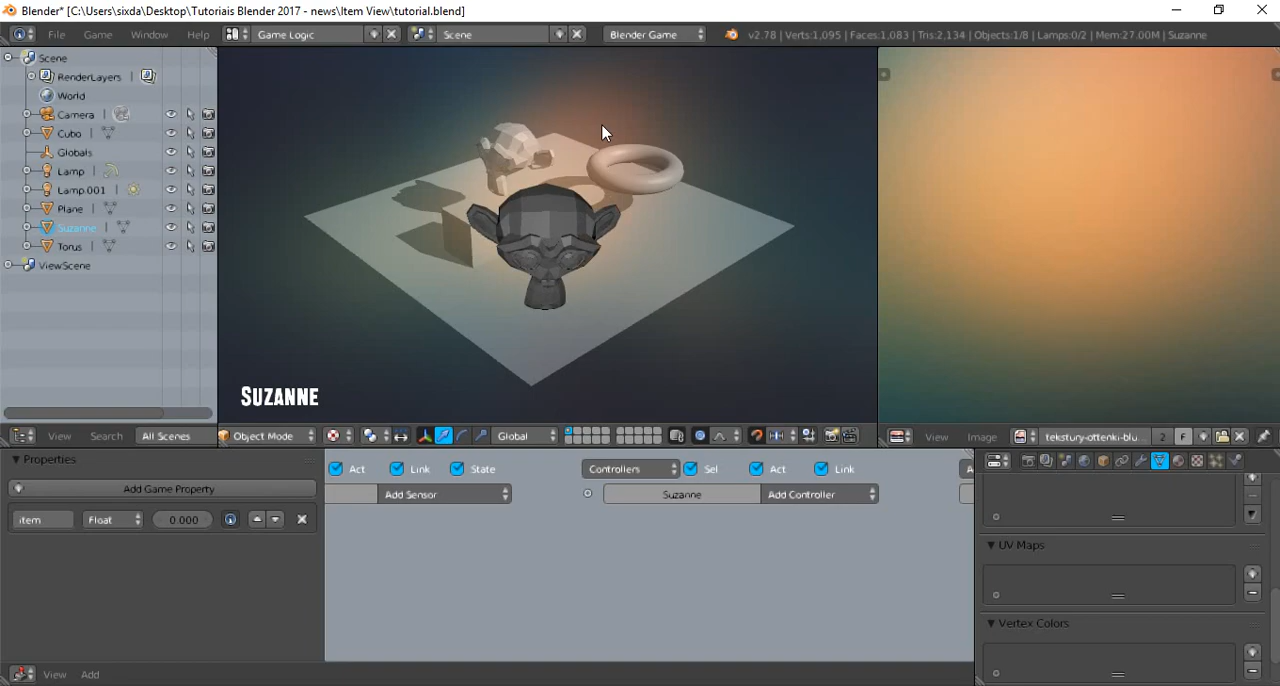 Blender* [C:\Users\sixda\Desktop\Tutoriais Blender 2017 - news\Item View\tutorial.blend]
File Game Window Help Game Logic Scene Blender Game v2.78 | Verts:1,095 | Faces:1,083 | Tris:2,134 | Objects:1/8 | Lamps:0/2 | Mem:27.00M | Suzanne
Scene
RenderLayers |
World
Camera |
Cubo |
Globals
Lamp |
Lamp.001 |
Plane |
Suzanne |
Torus |
ViewScene
Suzanne
View Search All Scenes Object Mode Global View Image tekstury-ottenki-blu... 2 F
Properties
Act Link State Controllers Sel Act Link A
Add Game Property
Add Sensor Suzanne Add Controller
item Float 0.000
UV Maps
Vertex Colors
View Add